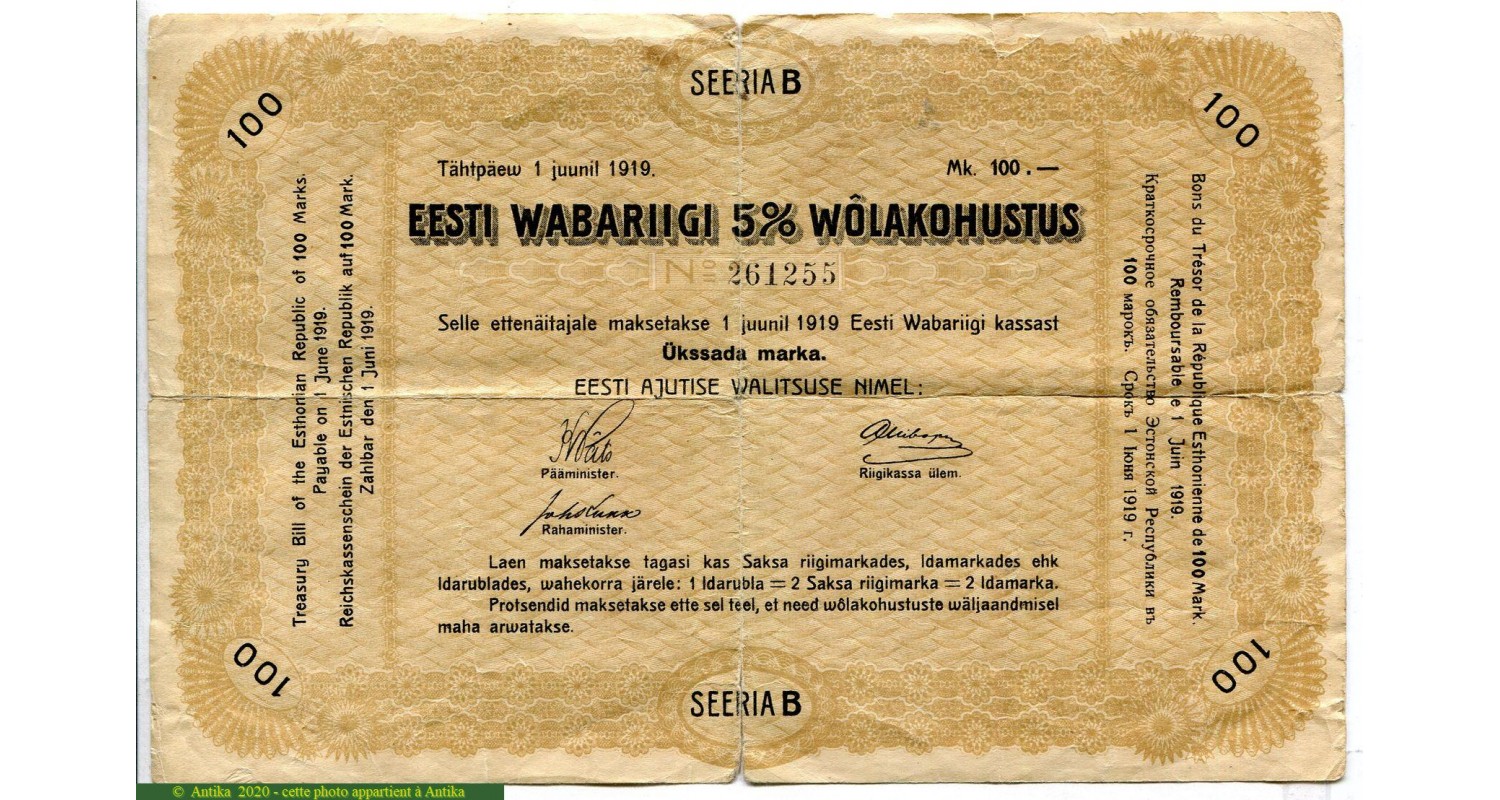 SEERIA B
100
100
Tähtpäew 1 juunil 1919.
Mk. 100.—
EESTI WABARIIGI 5% WÔLAKOHUSTUS
No 261255
Selle ettenäitajale maksetakse 1 juunil 1919 Eesti Wabariigi kassast
Ükssada marka.
EESTI AJUTISE WALITSUSE NIMEL:
Pääminister.
Riigikassa ülem.
Rahaminister.
Laen maksetakse tagasi kas Saksa riigimarkades, Idamarkades ehk
Idarublades, wahekorra järele: 1 Idarubla = 2 Saksa riigimarka = 2 Idamarka.
Protsendid maksetakse ette sel teel, et need wôlakohustuste wäljaandmisel
maha arwatakse.
Treasury Bill of the Esthonian Republic of 100 Marks.
Payable on 1 June 1919.
Reichskassenschein der Estnischen Republik auf 100 Mark.
Zahlbar den 1 Juni 1919.
Bons du Trésor de la République Esthonienne de 100 Mark.
Remboursable le 1 Juin 1919.
Краткосрочное обязательство Эстонской Республики въ
100 марокъ. Срокъ 1 Іюня 1919 г.
100
100
SEERIA B
© Antika 2020 - cette photo appartient à Antika